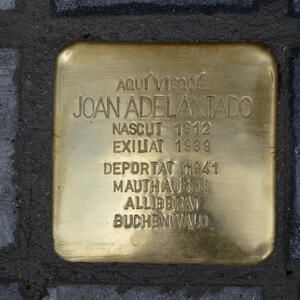 AQUÍ VISQUÉ
JOAN ADELANTADO
NASCUT 1912
EXILIAT 1939
DEPORTAT 1941
MAUTHAUSEN
ALLIBERAT
BUCHENWALD